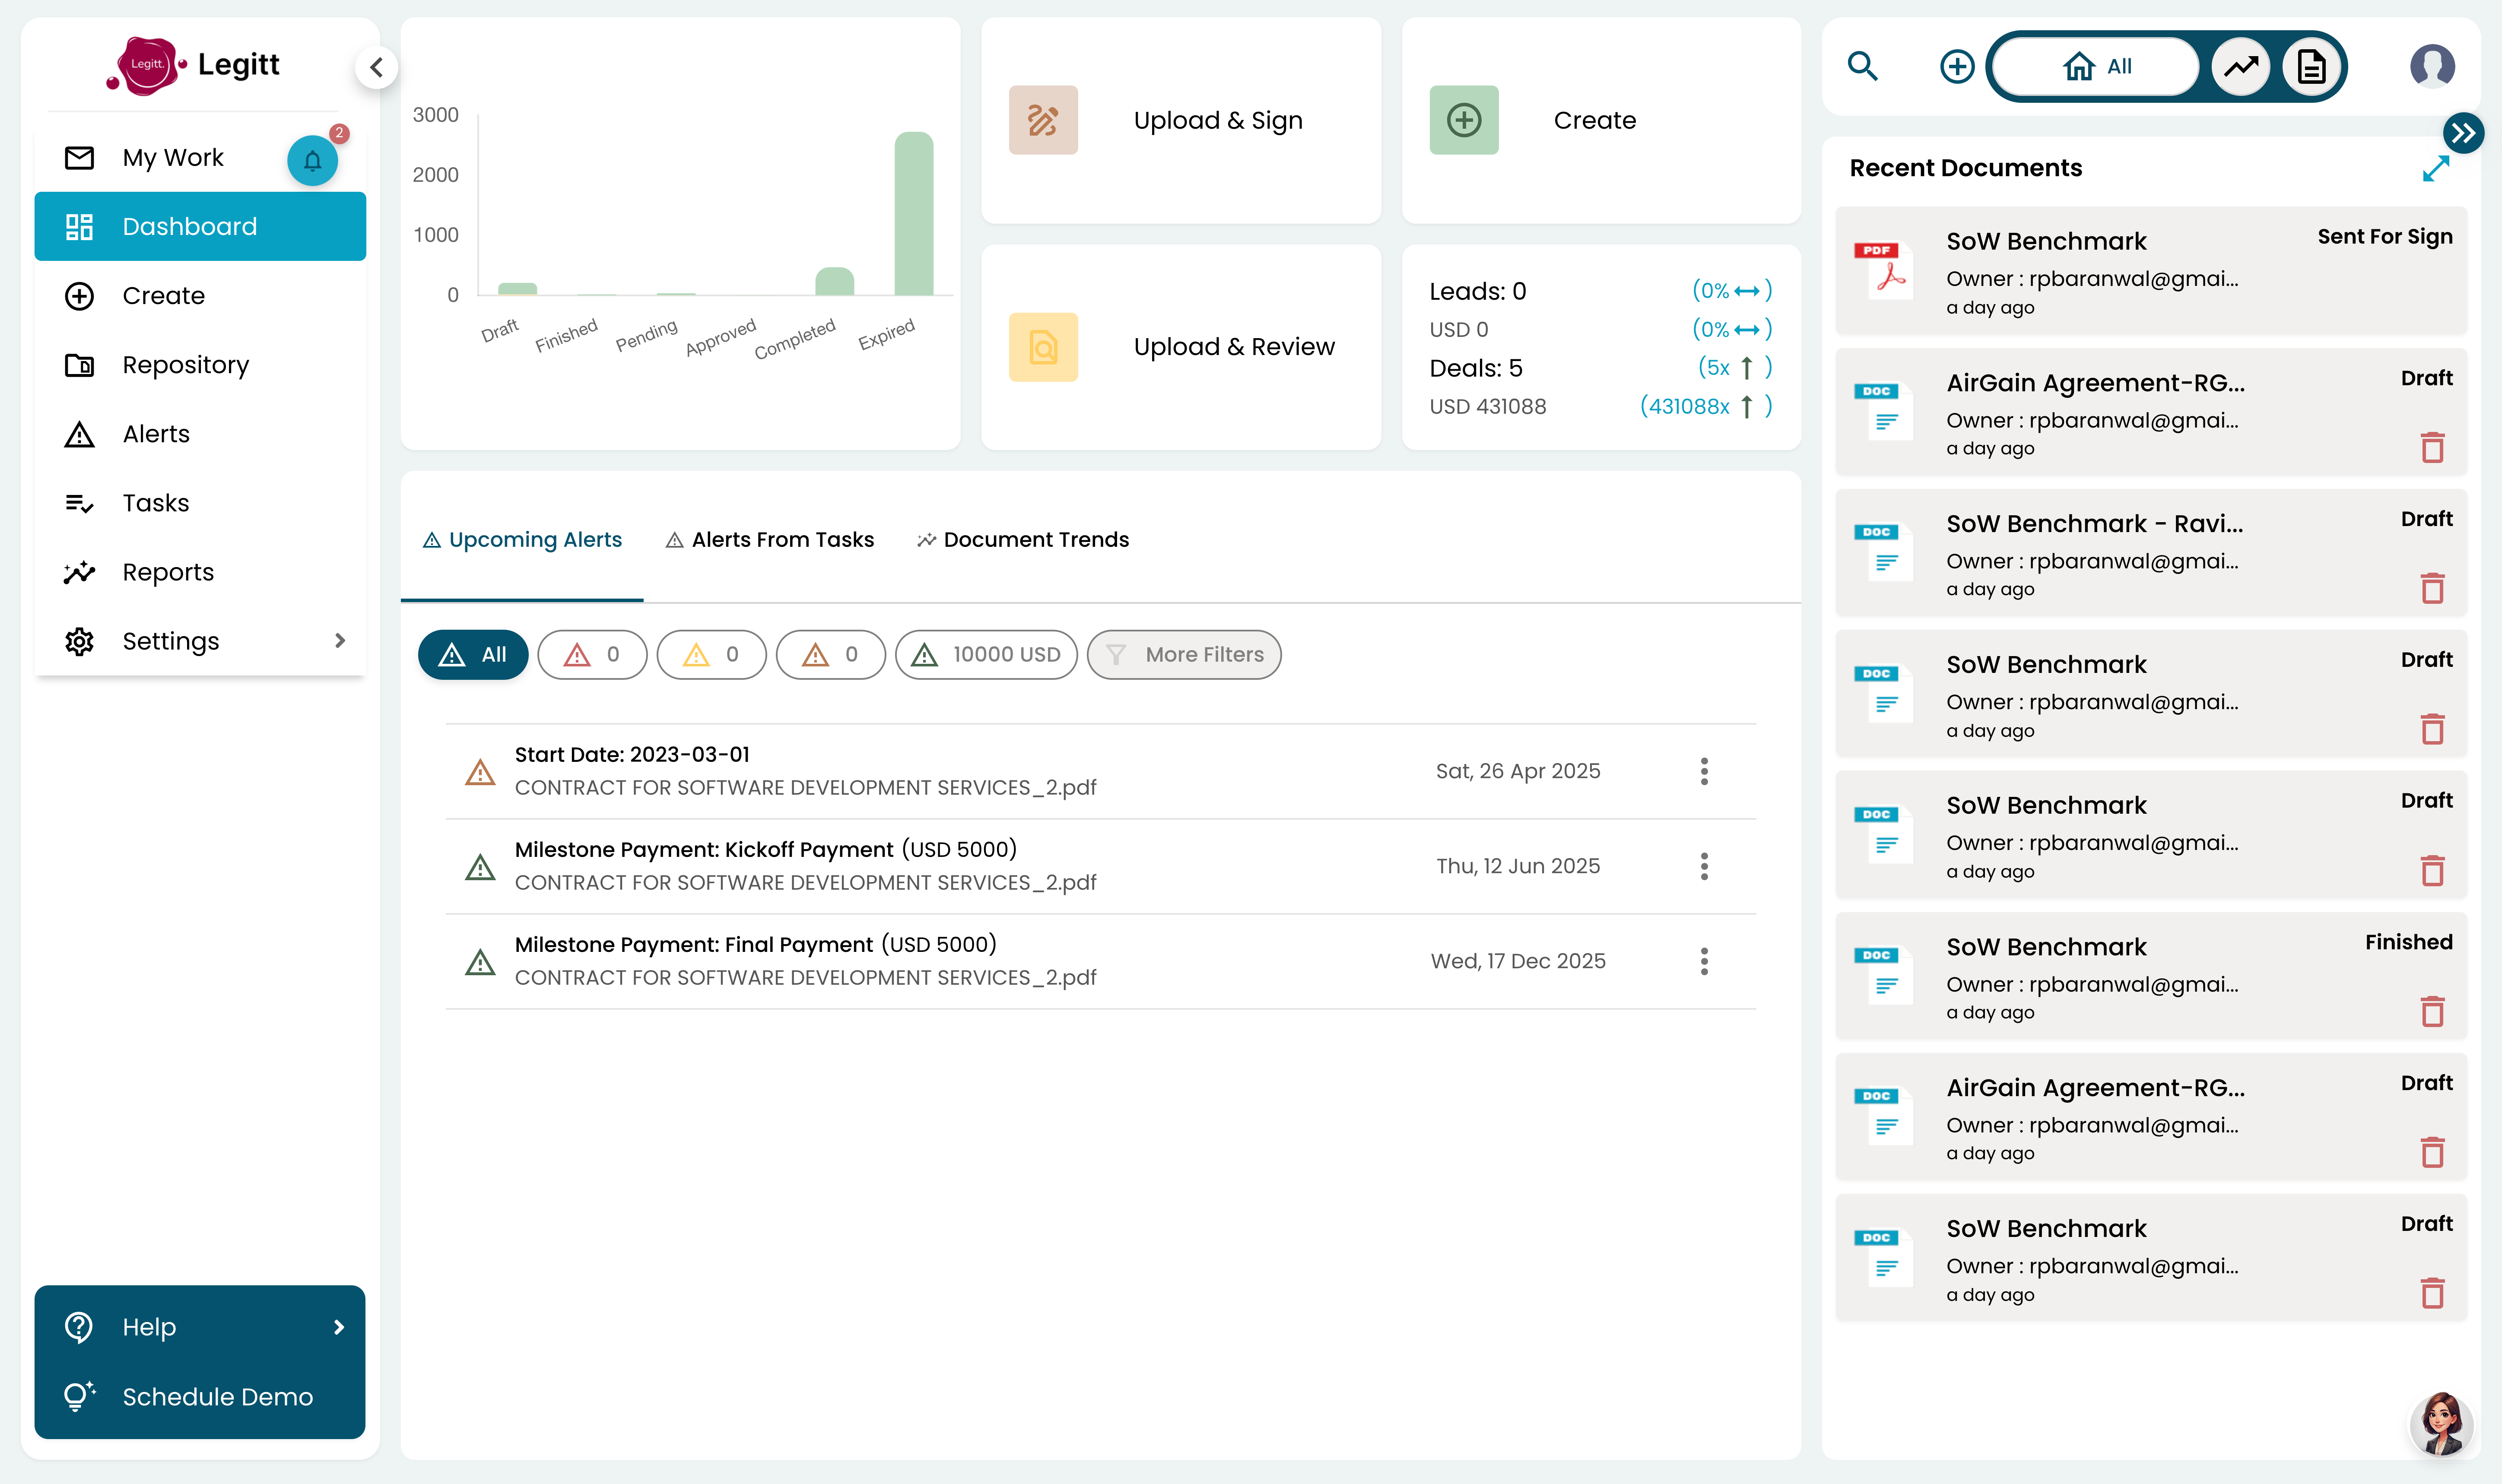 Legitt.
Legitt
My Work
2
Dashboard
Create
Repository
Alerts
Tasks
Reports
Settings
Help
Schedule Demo
3000
2000
1000
0
Draft
Finished
Pending
Approved
Completed
Expired
Upload & Sign
Create
Upload & Review
Leads: 0 (0% )
USD 0 (0% )
Deals: 5 (5x ↑ )
USD 431088 (431088x ↑ )
Upcoming Alerts
Alerts From Tasks
Document Trends
All
0
0
0
10000 USD
More Filters
Start Date: 2023-03-01
CONTRACT FOR SOFTWARE DEVELOPMENT SERVICES_2.pdf
Sat, 26 Apr 2025
Milestone Payment: Kickoff Payment (USD 5000)
CONTRACT FOR SOFTWARE DEVELOPMENT SERVICES_2.pdf
Thu, 12 Jun 2025
Milestone Payment: Final Payment (USD 5000)
CONTRACT FOR SOFTWARE DEVELOPMENT SERVICES_2.pdf
Wed, 17 Dec 2025
All
Recent Documents
PDF
SoW Benchmark
Sent For Sign
Owner : rpbaranwal@gmai...
a day ago
DOC
AirGain Agreement-RG...
Draft
Owner : rpbaranwal@gmai...
a day ago
DOC
SoW Benchmark - Ravi...
Draft
Owner : rpbaranwal@gmai...
a day ago
DOC
SoW Benchmark
Draft
Owner : rpbaranwal@gmai...
a day ago
DOC
SoW Benchmark
Draft
Owner : rpbaranwal@gmai...
a day ago
DOC
SoW Benchmark
Finished
Owner : rpbaranwal@gmai...
a day ago
DOC
AirGain Agreement-RG...
Draft
Owner : rpbaranwal@gmai...
a day ago
DOC
SoW Benchmark
Draft
Owner : rpbaranwal@gmai...
a day ago